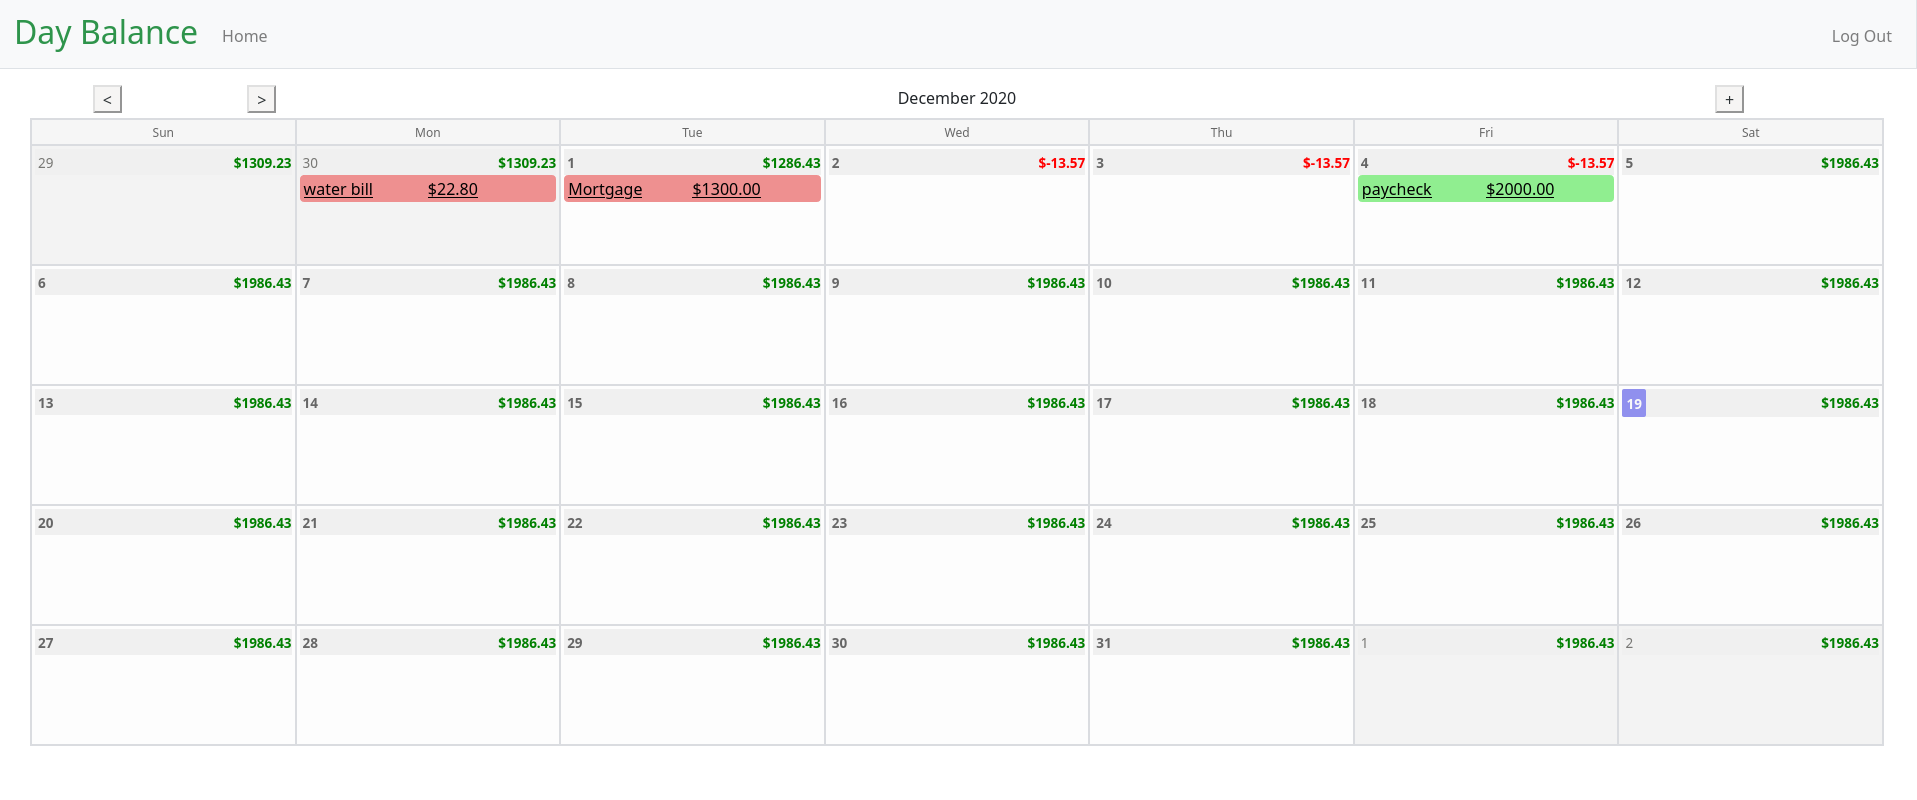 Day Balance Home Log Out
< > December 2020 +
Sun Mon Tue Wed Thu Fri Sat
29 $1309.23 30 $1309.23 1 $1286.43 2 $-13.57 3 $-13.57 4 $-13.57 5 $1986.43
water bill $22.80 Mortgage $1300.00 paycheck $2000.00
6 $1986.43 7 $1986.43 8 $1986.43 9 $1986.43 10 $1986.43 11 $1986.43 12 $1986.43
13 $1986.43 14 $1986.43 15 $1986.43 16 $1986.43 17 $1986.43 18 $1986.43 19 $1986.43
20 $1986.43 21 $1986.43 22 $1986.43 23 $1986.43 24 $1986.43 25 $1986.43 26 $1986.43
27 $1986.43 28 $1986.43 29 $1986.43 30 $1986.43 31 $1986.43 1 $1986.43 2 $1986.43